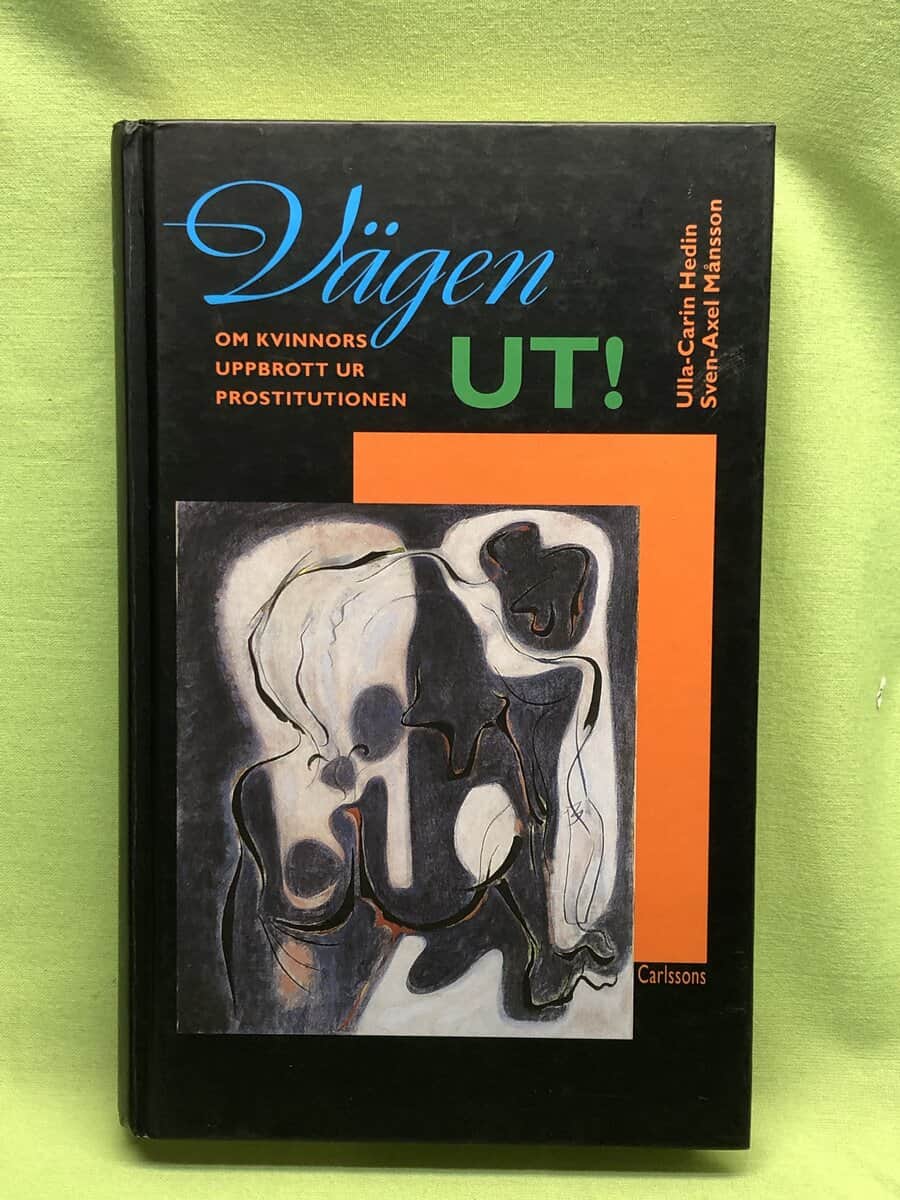 Vägen
UT!
OM KVINNORS
UPPBROTT UR
PROSTITUTIONEN
Ulla-Carin Hedin
Sven-Axel Månsson
Carlssons